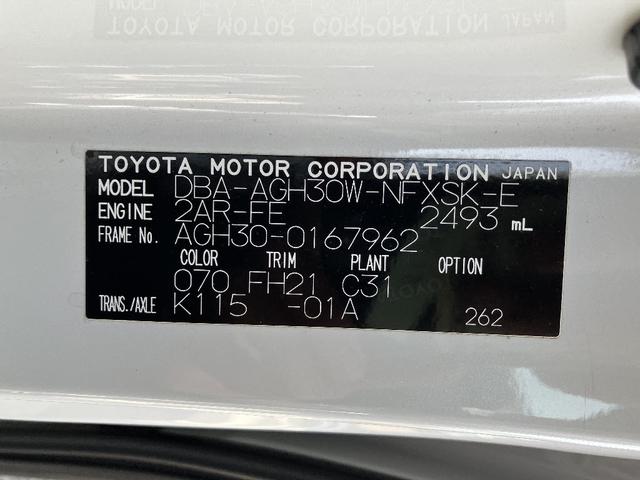 TOYOTA MOTOR CORPORATION JAPAN
MODEL DBA-AGH30W-NFXSK-E
ENGINE 2AR-FE 2493 mL
FRAME No. AGH30-0167962
COLOR TRIM PLANT OPTION
070 FH21 C31
TRANS./AXLE K115 -01A 262